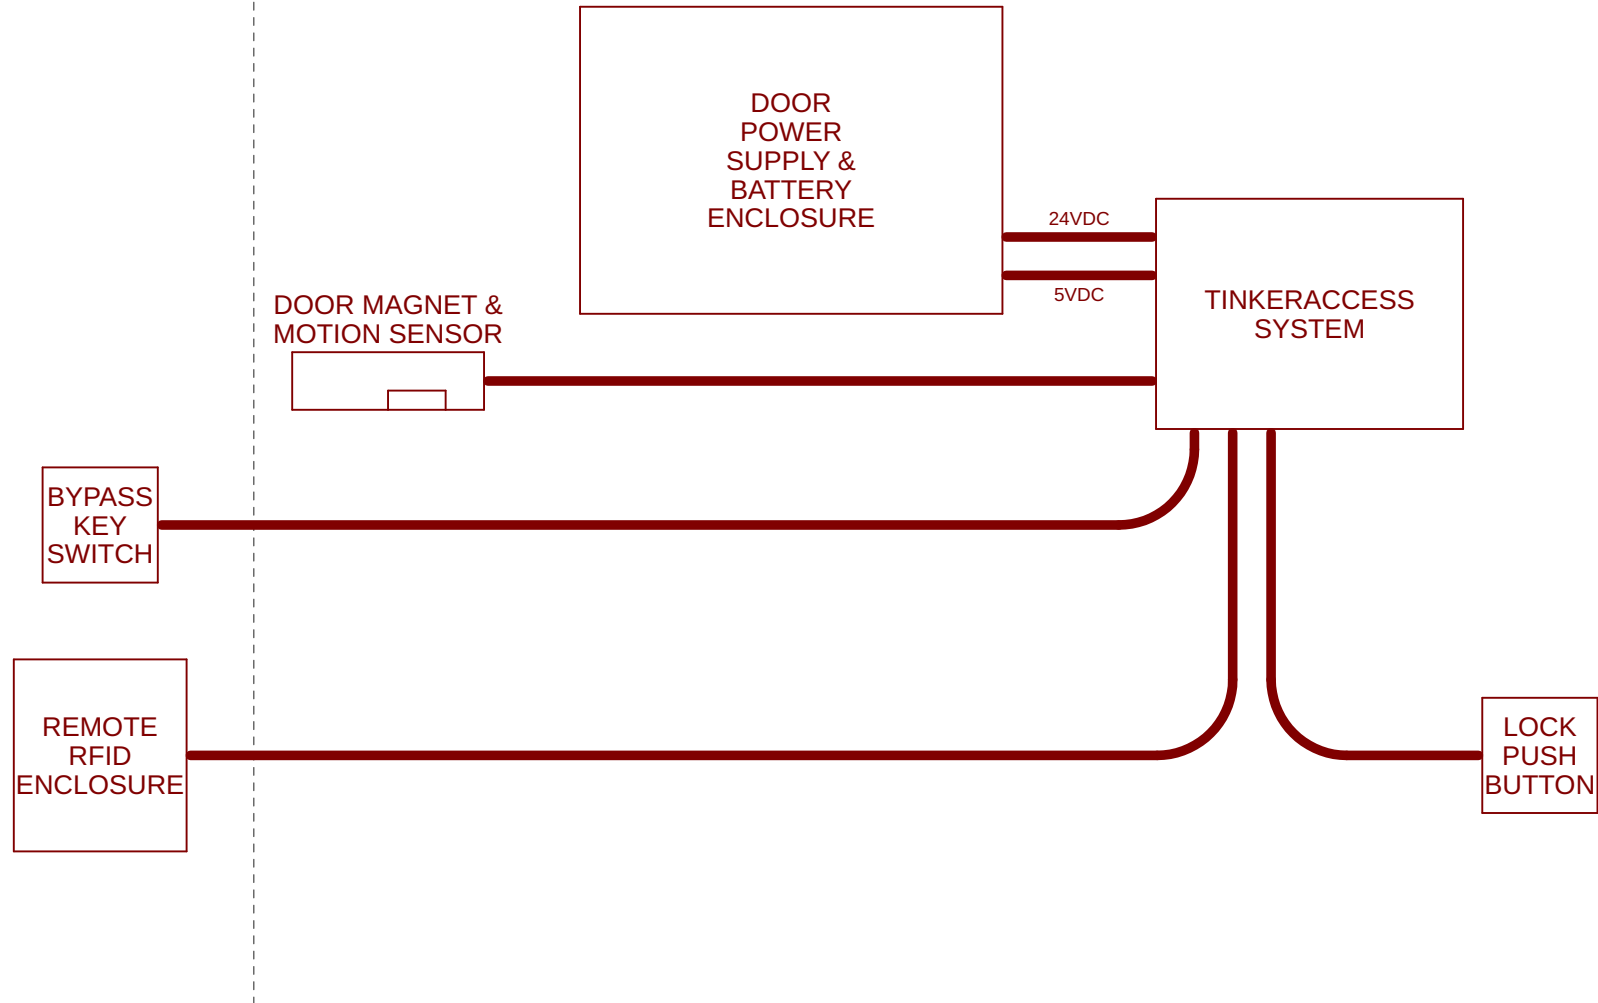 DOOR
POWER
SUPPLY &
BATTERY
ENCLOSURE
24VDC
5VDC
TINKERACCESS
SYSTEM
DOOR MAGNET &
MOTION SENSOR
BYPASS
KEY
SWITCH
REMOTE
RFID
ENCLOSURE
LOCK
PUSH
BUTTON